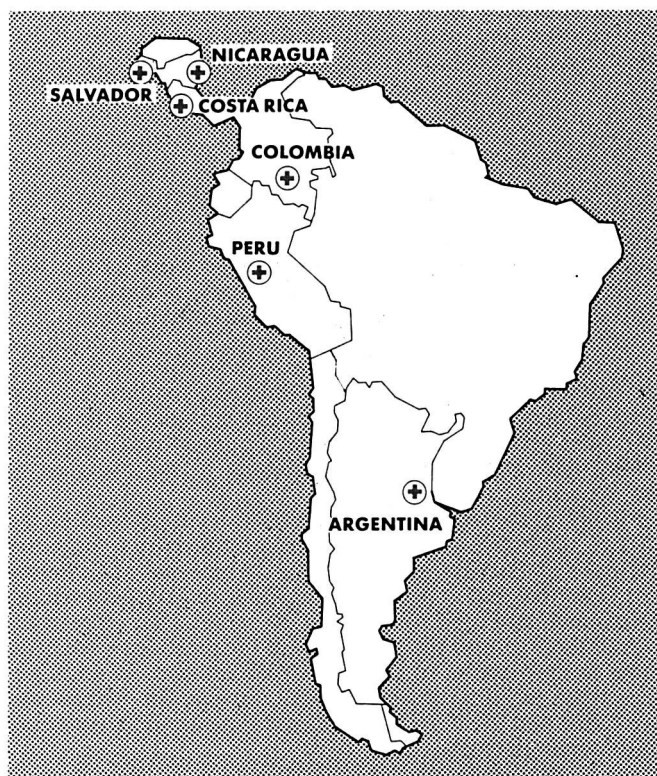 NICARAGUA
SALVADOR
COSTA RICA
COLOMBIA
PERU
ARGENTINA